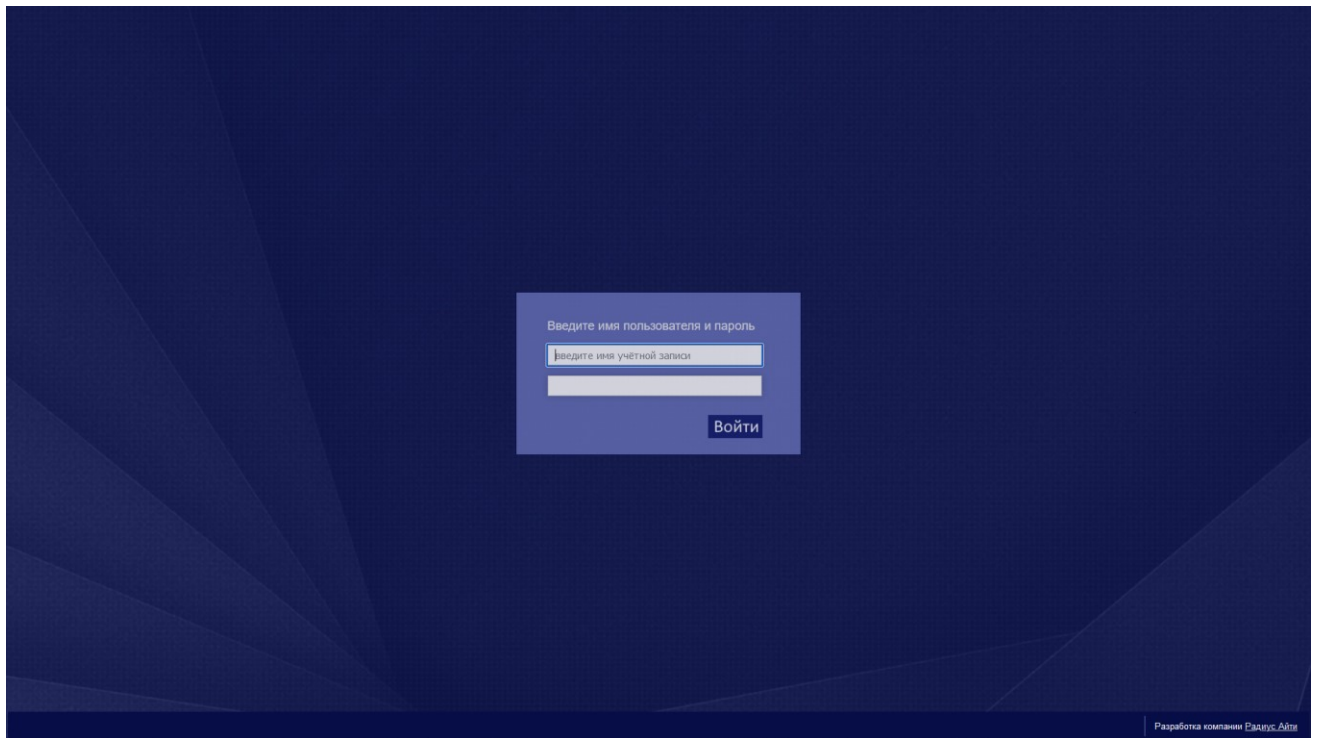 Введите имя пользователя и пароль
введите имя учётной записи
Войти
Разработка компании Радиус Айти